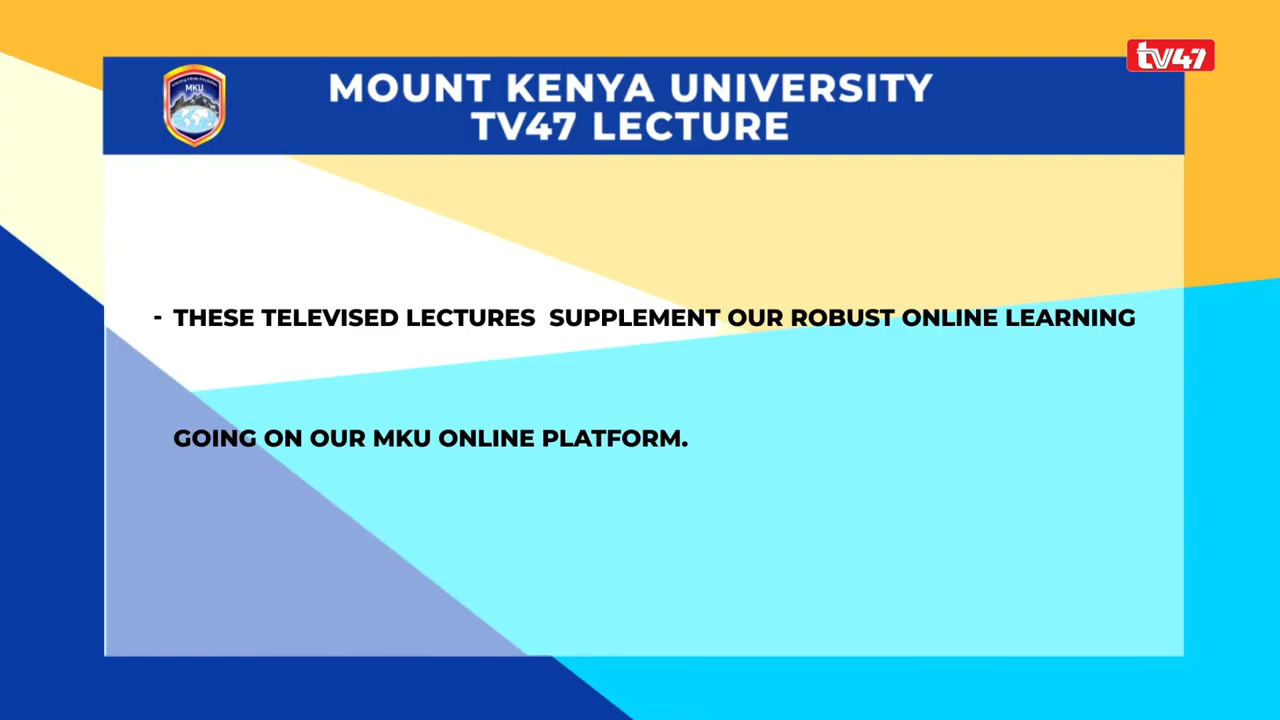 tv47
MKU
MOUNT KENYA UNIVERSITY
TV47 LECTURE
- THESE TELEVISED LECTURES SUPPLEMENT OUR ROBUST ONLINE LEARNING
GOING ON OUR MKU ONLINE PLATFORM.